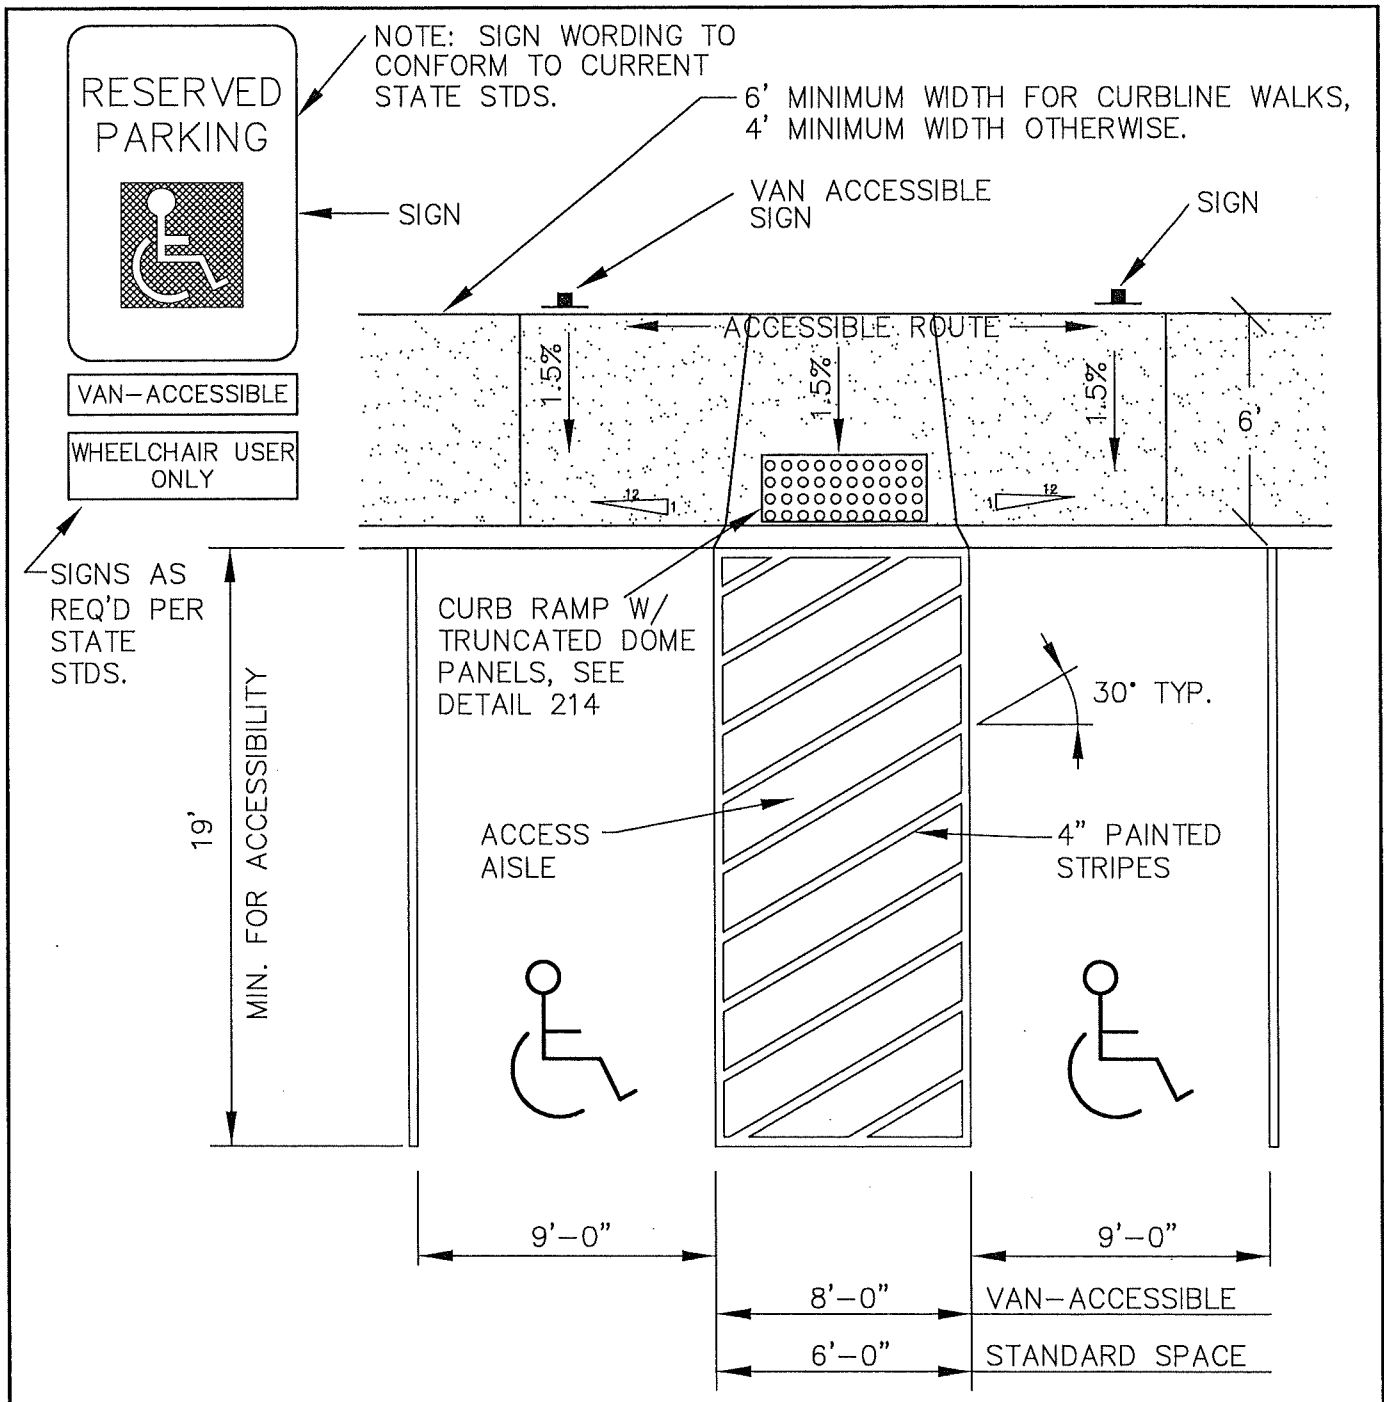 RESERVED
PARKING
NOTE: SIGN WORDING TO
CONFORM TO CURRENT
STATE STDS.
6' MINIMUM WIDTH FOR CURBLINE WALKS,
4' MINIMUM WIDTH OTHERWISE.
SIGN
VAN ACCESSIBLE
SIGN
SIGN
ACCESSIBLE ROUTE
1.5%
1.5%
1.5%
6'
VAN-ACCESSIBLE
WHEELCHAIR USER
ONLY
12
1
1
12
SIGNS AS
REQ'D PER
STATE
STDS.
CURB RAMP W/
TRUNCATED DOME
PANELS, SEE
DETAIL 214
30° TYP.
19'
MIN. FOR ACCESSIBILITY
ACCESS
AISLE
4" PAINTED
STRIPES
9'-0"
9'-0"
8'-0"
VAN-ACCESSIBLE
6'-0"
STANDARD SPACE